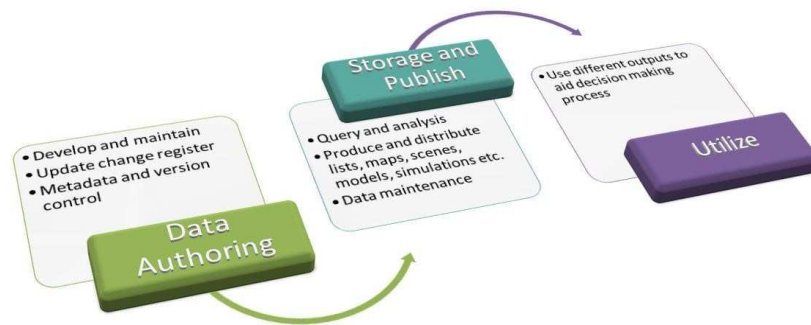 • Develop and maintain
• Update change register
• Metadata and version
control
Data
Authoring
Storage and
Publish
• Query and analysis
• Produce and distribute
lists, maps, scenes,
models, simulations etc.
• Data maintenance
• Use different outputs to
aid decision making
process
Utilize